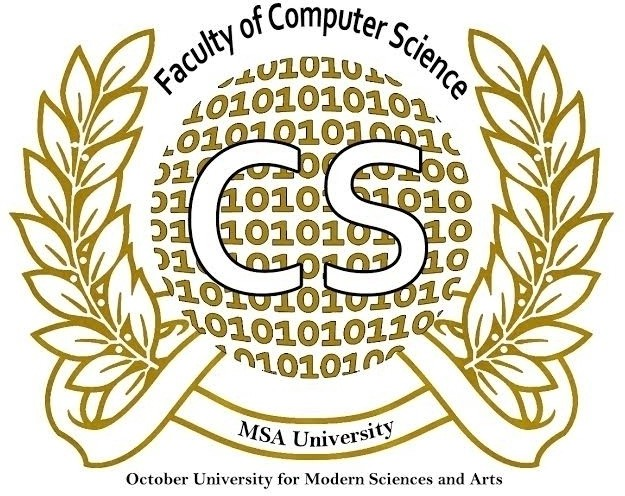 Faculty of Computer Science
CS
MSA University
October University for Modern Sciences and Arts